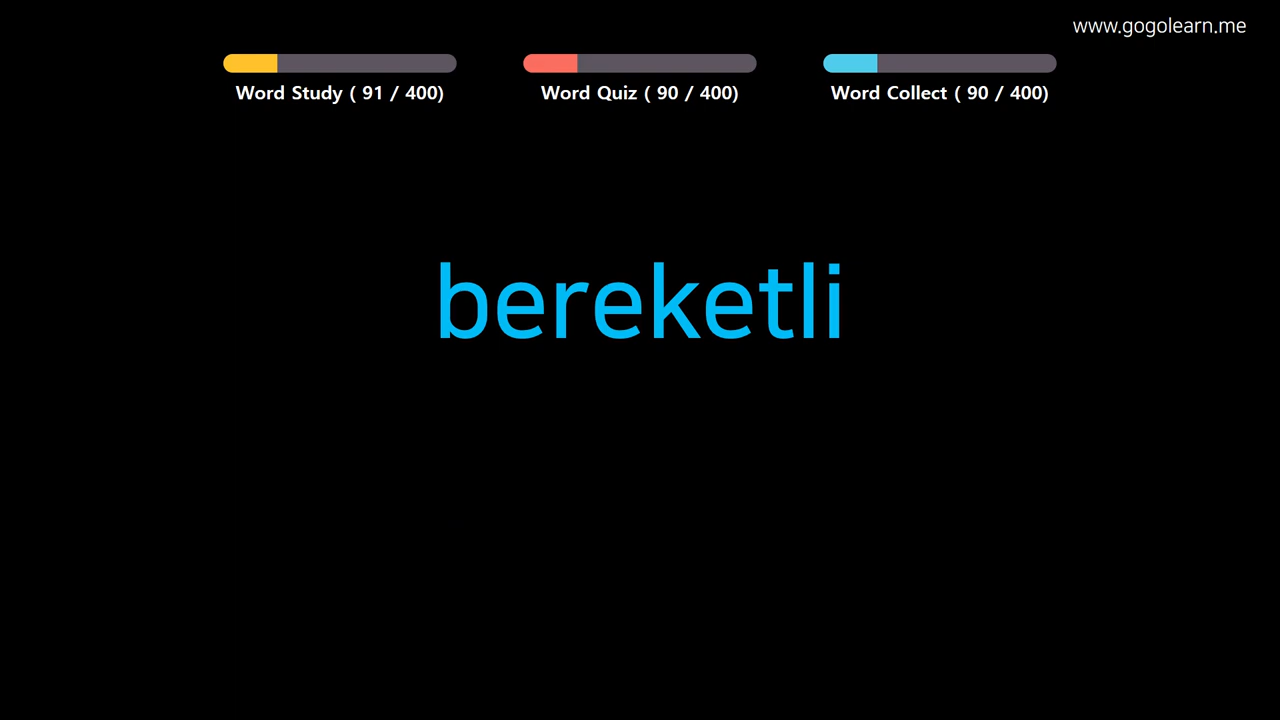 www.gogolearn.me
Word Study ( 91 / 400)
Word Quiz ( 90 / 400)
Word Collect ( 90 / 400)
bereketli